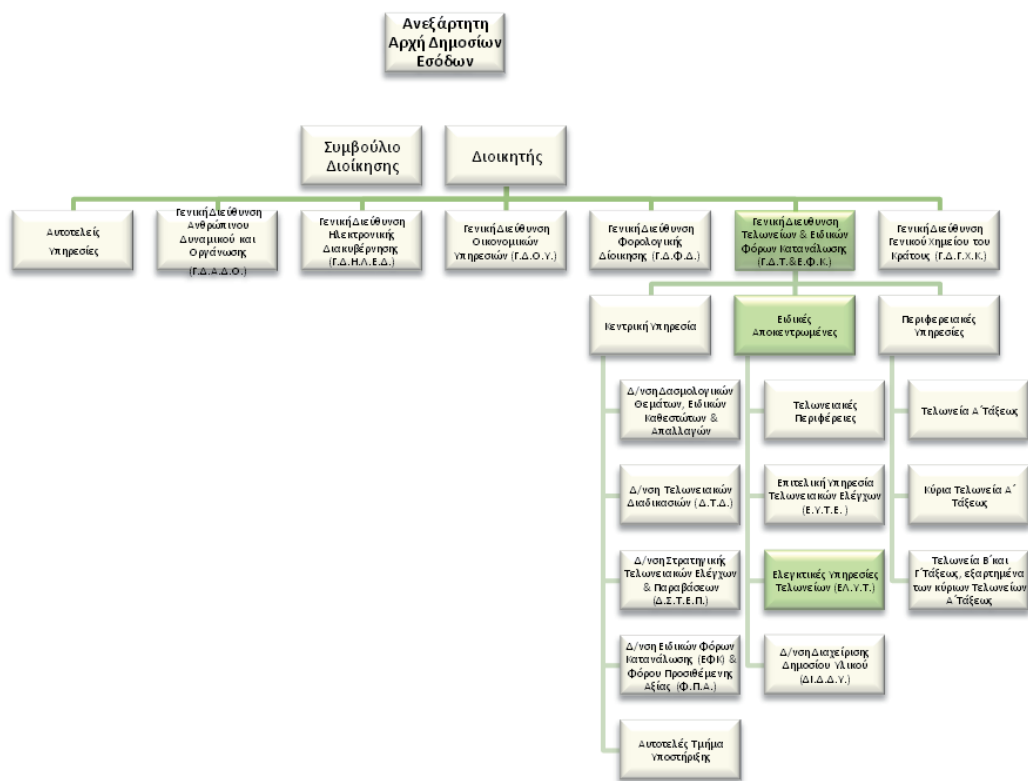 Ανεξάρτητη
Αρχή Δημοσίων
Εσόδων
Συμβούλιο
Διοίκησης
Διοικητής
Αυτοτελείς
Υπηρεσίες
Γενική Διεύθυνση
Ανθρώπινου
Δυναμικού και
Οργάνωσης
(Γ.Δ.Α.Δ.Ο.)
Γενική Διεύθυνση
Ηλεκτρονικής
Διακυβέρνησης
(Γ.Δ.Η.Λ.Ε.Δ.)
Γενική Διεύθυνση
Οικονομικών
Υπηρεσιών (Γ.Δ.Ο.Υ.)
Γενική Διεύθυνση
Φορολογικής
Δίοικησης (Γ.Δ.Φ.Δ.)
Γενική Διευθυνση
Τελωνείων & Ειδικών
Φόρων Κατανάλωσης
(Γ.Δ.Τ.&Ε.Φ.Κ.)
Γενική Διεύθυνση
Γενικού Χημείου του
Κράτους (Γ.Δ.Γ.Χ.Κ.)
Κεντρική Υπηρεσία
Δ/νση Δασμολογικών
Θεμάτων, Ειδικών
Καθεστώτων &
Απαλλαγών
Δ/νση Τελωνειακών
Διαδικασιών (Δ.Τ.Δ.)
Δ/νση Στρατηγικής
Τελωνειακών Ελέγχων
& Παραβάσεων
(Δ.Σ.Τ.Ε.Π.)
Δ/νση Ειδικών Φόρων
Κατανάλωσης (ΕΦΚ) &
Φόρου Προσιθέμενης
Αξίας (Φ.Π.Α.)
Αυτοτελές Τμήμα
Υποστήριξης
Ειδικές
Αποκεντρωμένες
Τελωνειακές
Περιφέρειες
Επιτελική Υπηρεσία
Τελωνειακών Ελέγχων
(Ε.Υ.Τ.Ε.)
Ελεγκτικές Υπηρεσίες
Τελωνείων (ΕΛ.Υ.Τ.)
Δ/νση Διαχείρισης
Δημοσίου Υλικού
(ΔΙ.Δ.Δ.Υ.)
Περιφερειακές
Υπηρεσίες
Τελωνεία Α΄Τάξεως
Κύρια Τελωνεία Α΄
Τάξεως
Τελωνεία Β΄και
Γ΄Τάξεως, εξαρτημένα
των κύριων Τελωνείων
Α΄Τάξεως